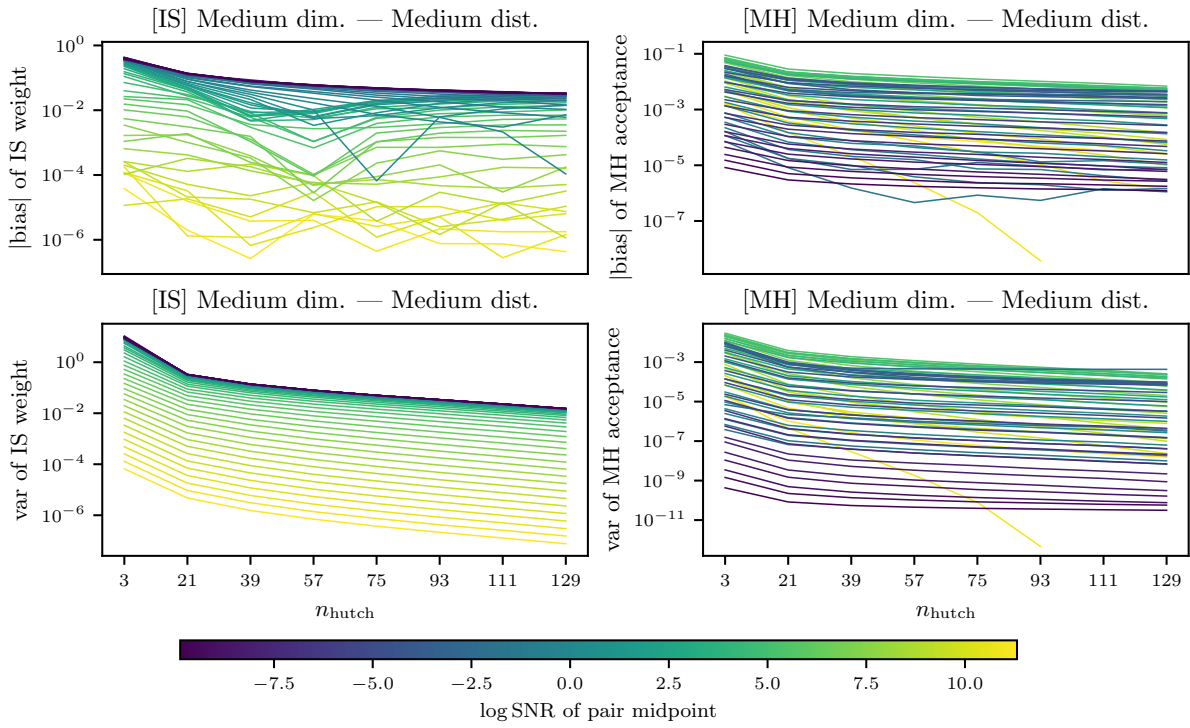 [IS] Medium dim. — Medium dist.
|bias| of IS weight
10^0
10^−2
10^−4
10^−6
[MH] Medium dim. — Medium dist.
|bias| of MH acceptance
10^−1
10^−3
10^−5
10^−7
[IS] Medium dim. — Medium dist.
var of IS weight
10^0
10^−2
10^−4
10^−6
3 21 39 57 75 93 111 129
n_hutch
[MH] Medium dim. — Medium dist.
var of MH acceptance
10^−3
10^−5
10^−7
10^−9
10^−11
3 21 39 57 75 93 111 129
n_hutch
−7.5 −5.0 −2.5 0.0 2.5 5.0 7.5 10.0
log SNR of pair midpoint